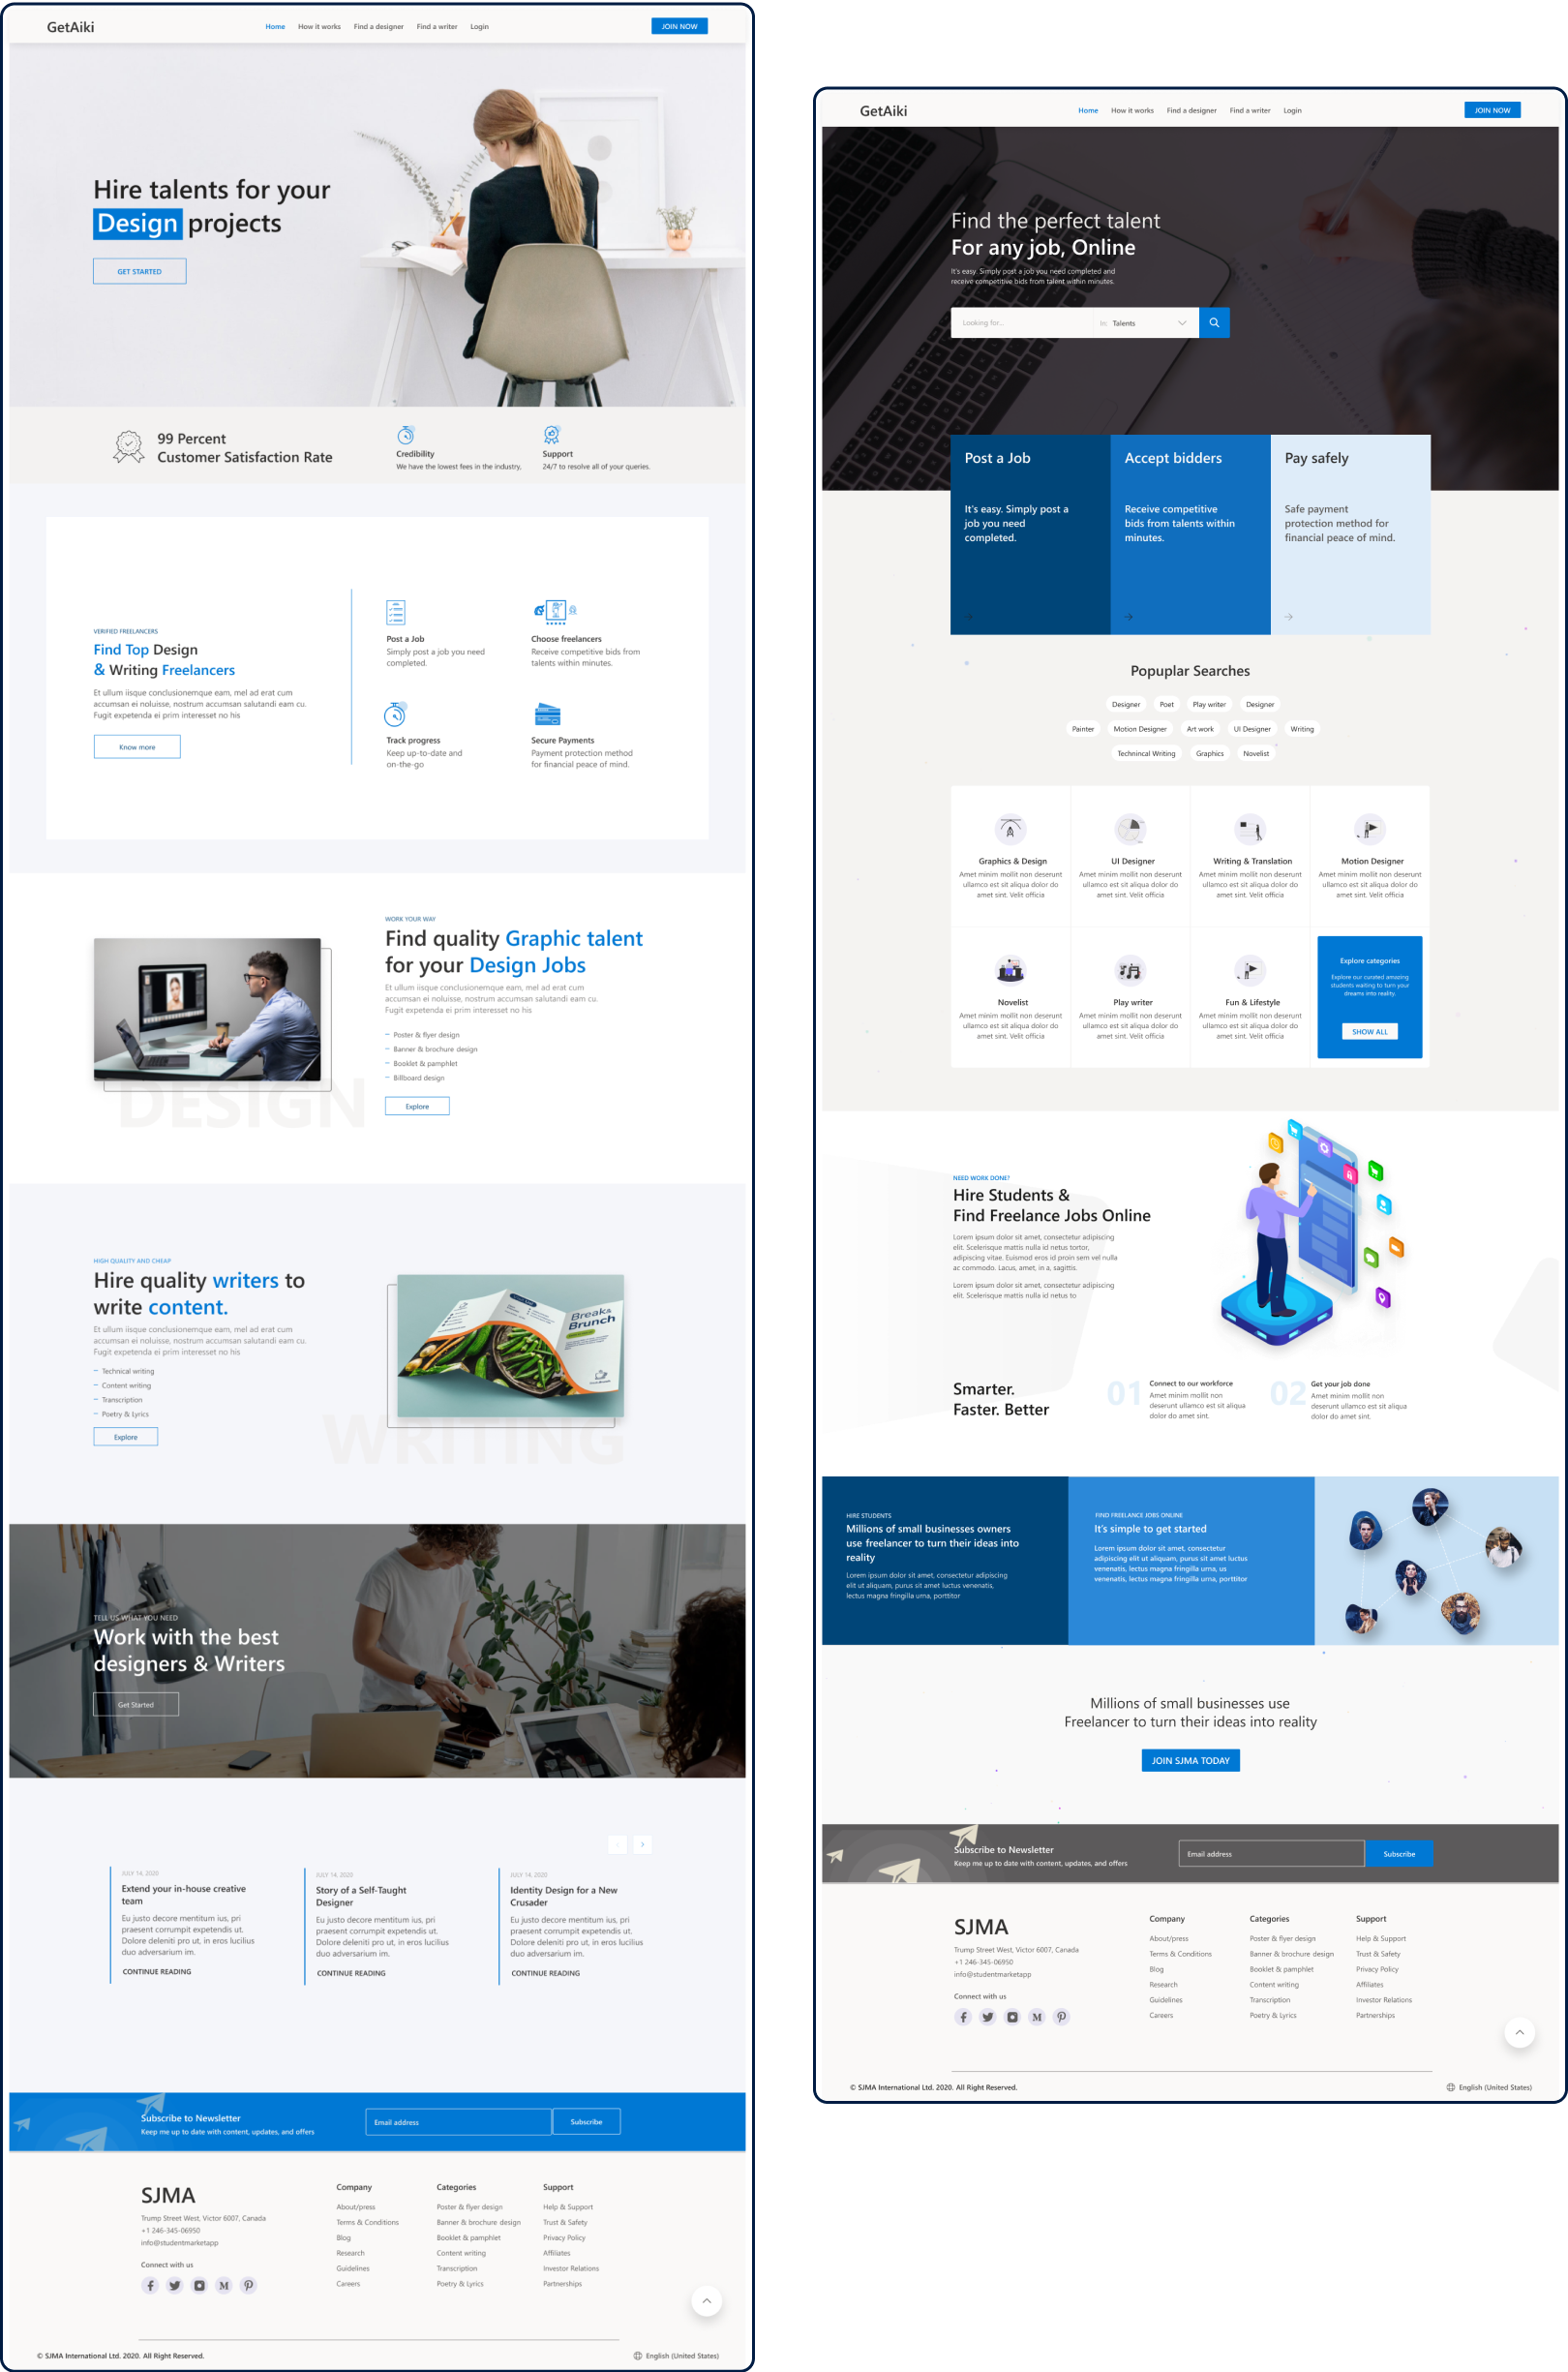 GetAiki
Home How it works Find a designer Find a writer Login
JOIN NOW
Hire talents for your
Design projects
GET STARTED
99 Percent
Customer Satisfaction Rate
Credibility
We have the lowest fees in the industry,
Support
24/7 to resolve all of your queries.
VERIFIED FREELANCERS
Find Top Design
& Writing Freelancers
Et ullum iisque conclusionemque eam, mel ad erat cum
accumsan ei noluisse, nostrum accumsan salutandi eam cu.
Fugit expetenda ei prim interesset no his
Know more
Post a Job
Simply post a job you need
completed.
Choose freelancers
Receive competitive bids from
talents within minutes.
Track progress
Keep up-to-date and
on-the-go
Secure Payments
Payment protection method
for financial peace of mind.
WORK YOUR WAY
Find quality Graphic talent
for your Design Jobs
Et ullum iisque conclusionemque eam, mel ad erat cum
accumsan ei noluisse, nostrum accumsan salutandi eam cu.
Fugit expetenda ei prim interesset no his
Poster & flyer design
Banner & brochure design
Booklet & pamphlet
Billboard design
Explore
DESIGN
HIGH QUALITY AND CHEAP
Hire quality writers to
write content.
Et ullum iisque conclusionemque eam, mel ad erat cum
accumsan ei noluisse, nostrum accumsan salutandi eam cu.
Fugit expetenda ei prim interesset no his
Technical writing
Content writing
Transcription
Poetry & Lyrics
Explore
Breaks
Brunch
WRITING
TELL US WHAT YOU NEED
Work with the best
designers & Writers
Get Started
JULY 14, 2020
Extend your in-house creative
team
Eu justo decore mentitum ius, pri
praesent corrumpit expetendis ut.
Dolore deleniti pro ut, in eros lucilius
duo adversarium im.
CONTINUE READING
JULY 14, 2020
Story of a Self-Taught
Designer
Eu justo decore mentitum ius, pri
praesent corrumpit expetendis ut.
Dolore deleniti pro ut, in eros lucilius
duo adversarium im.
CONTINUE READING
JULY 14, 2020
Identity Design for a New
Crusader
Eu justo decore mentitum ius, pri
praesent corrumpit expetendis ut.
Dolore deleniti pro ut, in eros lucilius
duo adversarium im.
CONTINUE READING
Subscribe to Newsletter
Keep me up to date with content, updates, and offers
Email address
Subscribe
SJMA
Trump Street West, Victor 6007, Canada
+1 246-345-06950
info@studentmarketapp
Connect with us
Company
About/press
Terms & Conditions
Blog
Research
Guidelines
Careers
Categories
Poster & flyer design
Banner & brochure design
Booklet & pamphlet
Content writing
Transcription
Poetry & Lyrics
Support
Help & Support
Trust & Safety
Privacy Policy
Affiliates
Investor Relations
Partnerships
© SJMA International Ltd. 2020. All Right Reserved.
English (United States)
GetAiki
Home How it works Find a designer Find a writer Login
JOIN NOW
Find the perfect talent
For any job, Online
It's easy. Simply post a job you need completed and
receive competitive bids from talent within minutes.
Looking for...
In. Talents
Post a Job
It's easy. Simply post a
job you need
completed.
Accept bidders
Receive competitive
bids from talents within
minutes.
Pay safely
Safe payment
protection method for
financial peace of mind.
Popuplar Searches
Designer Poet Play writer Designer
Painter Motion Designer Art work UI Designer Writing
Technincal Writing Graphics Novelist
Graphics & Design
Amet minim mollit non deserunt
ullamco est sit aliqua dolor do
amet sint. Velit officia
UI Designer
Amet minim mollit non deserunt
ullamco est sit aliqua dolor do
amet sint. Velit officia
Writing & Translation
Amet minim mollit non deserunt
ullamco est sit aliqua dolor do
amet sint. Velit officia
Motion Designer
Amet minim mollit non deserunt
ullamco est sit aliqua dolor do
amet sint. Velit officia
Novelist
Amet minim mollit non deserunt
ullamco est sit aliqua dolor do
amet sint. Velit officia
Play writer
Amet minim mollit non deserunt
ullamco est sit aliqua dolor do
amet sint. Velit officia
Fun & Lifestyle
Amet minim mollit non deserunt
ullamco est sit aliqua dolor do
amet sint. Velit officia
Explore categories
Explore our curated amazing
students waiting to turn your
dreams into reality.
SHOW ALL
NEED WORK DONE?
Hire Students &
Find Freelance Jobs Online
Lorem ipsum dolor sit amet, consectetur adipiscing
elit. Scelerisque mattis nulla id netus tortor,
adipiscing vitae. Euismod eros id proin sem vel nulla
ac commodo. Lacus, amet, in a, sagittis.
Lorem ipsum dolor sit amet, consectetur adipiscing
elit. Scelerisque mattis nulla id netus to
Smarter.
Faster. Better
01
Connect to our workforce
Amet minim mollit non
deserunt ullamco est sit aliqua
dolor do amet sint.
02
Get your job done
Amet minim mollit non
deserunt ullamco est sit aliqua
dolor do amet sint.
HIRE STUDENTS
Millions of small businesses owners
use freelancer to turn their ideas into
reality
Lorem ipsum dolor sit amet, consectetur adipiscing
elit ut aliquam, purus sit amet luctus venenatis,
lectus magna fringilla urna, porttitor
FIND FREELANCE JOBS ONLINE
It's simple to get started
Lorem ipsum dolor sit amet, consectetur
adipiscing elit ut aliquam, purus sit amet luctus
venenatis, lectus magna fringilla urna, us
venenatis, lectus magna fringilla urna, porttitor
Millions of small businesses use
Freelancer to turn their ideas into reality
JOIN SJMA TODAY
Subscribe to Newsletter
Keep me up to date with content, updates, and offers
Email address
Subscribe
SJMA
Trump Street West, Victor 6007, Canada
+1 246-345-06950
info@studentmarketapp
Connect with us
Company
About/press
Terms & Conditions
Blog
Research
Guidelines
Careers
Categories
Poster & flyer design
Banner & brochure design
Booklet & pamphlet
Content writing
Transcription
Poetry & Lyrics
Support
Help & Support
Trust & Safety
Privacy Policy
Affiliates
Investor Relations
Partnerships
© SJMA International Ltd. 2020. All Right Reserved.
English (United States)